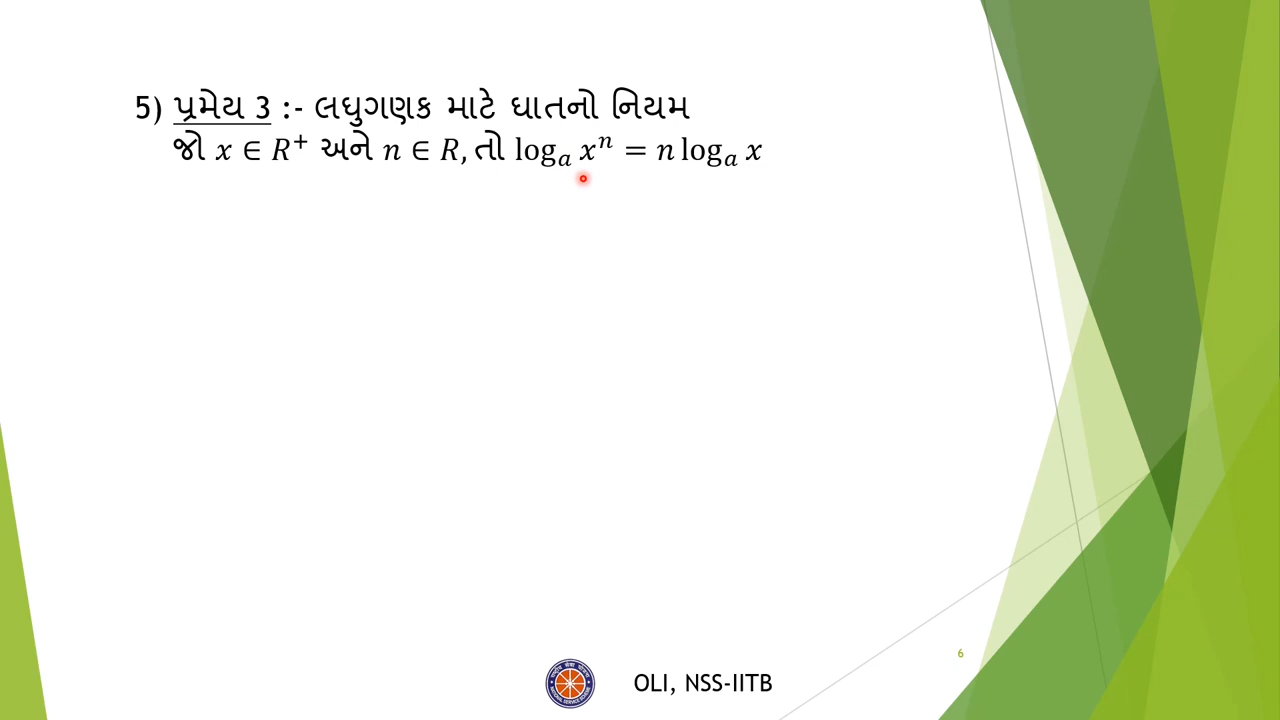 5) પ્રમેય 3 :- લઘુગણક માટે ઘાતનો નિયમ
જો x ∈ R⁺ અને n ∈ R, તો logₐ xⁿ = n logₐ x
6
OLI, NSS-IITB